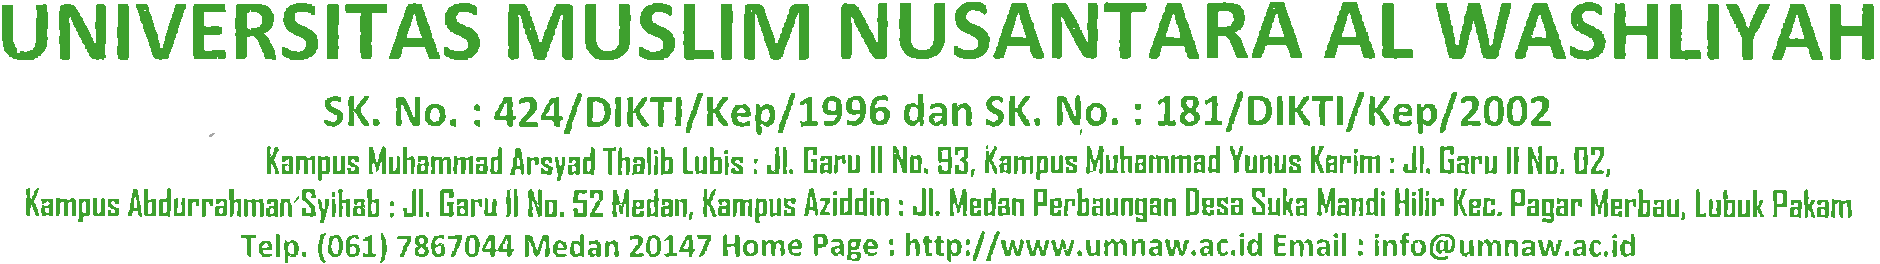 UNIVERSITAS MUSLIM NUSANTARA AL WASHLIYAH
SK. No. : 424/DIKTI/Kep/1996 dan SK. No. : 181/DIKTI/Kep/2002
Kampus Muhammad Arsyad Thalib Lubis : Jl. Garu II No. 93, Kampus Muhammad Yunus Karim : Jl. Garu II No. 02,
Kampus Abdurrahman Syihab : Jl. Garu II No. 52 Medan, Kampus Aziddin : Jl. Medan Perbaungan Desa Suka Mandi Hilir Kec. Pagar Merbau, Lubuk Pakam
Telp. (061) 7867044 Medan 20147 Home Page : http://www.umnaw.ac.id Email : info@umnaw.ac.id